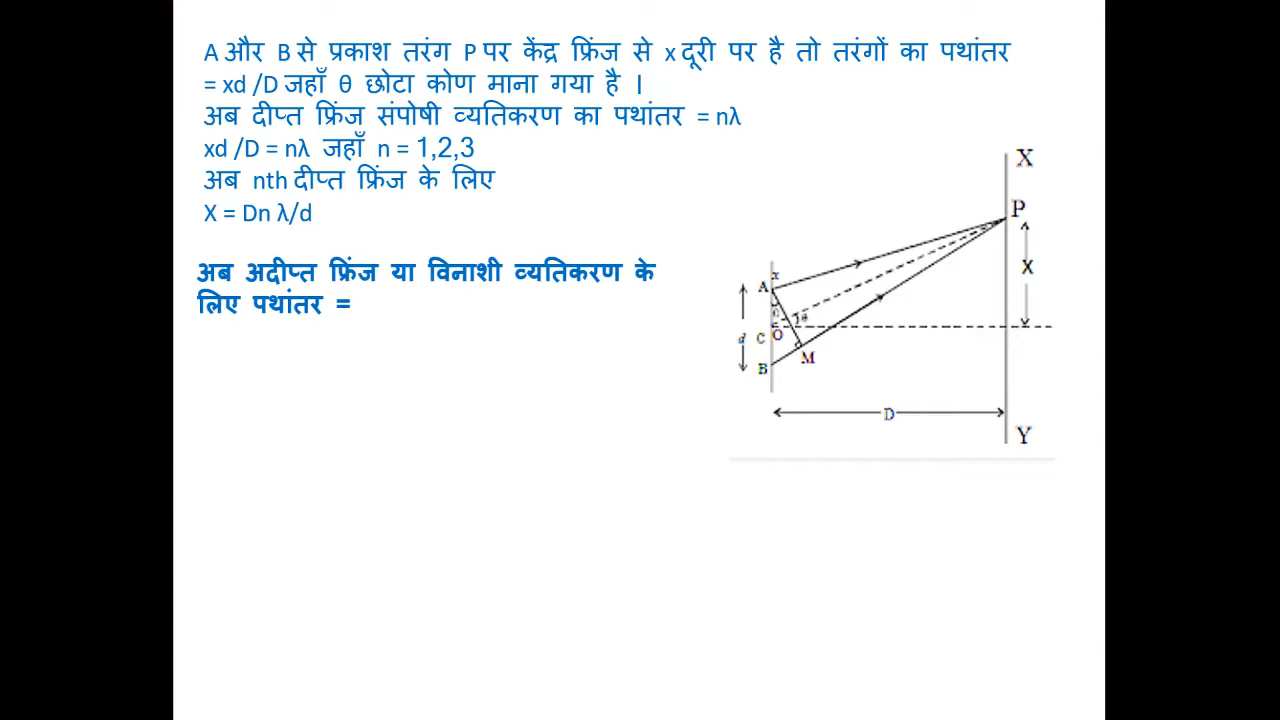 A और B से प्रकाश तरंग P पर केंद्र फ्रिंज से x दूरी पर है तो तरंगों का पथांतर
= xd /D जहाँ θ छोटा कोण माना गया है ।
अब दीप्त फ्रिंज संपोषी व्यतिकरण का पथांतर = nλ
xd /D = nλ जहाँ n = 1,2,3
अब nth दीप्त फ्रिंज के लिए
X = Dn λ/d
अब अदीप्त फ्रिंज या विनाशी व्यतिकरण के
लिए पथांतर =
X
P
X
x
A
θ
C
O
d
B
M
D
Y